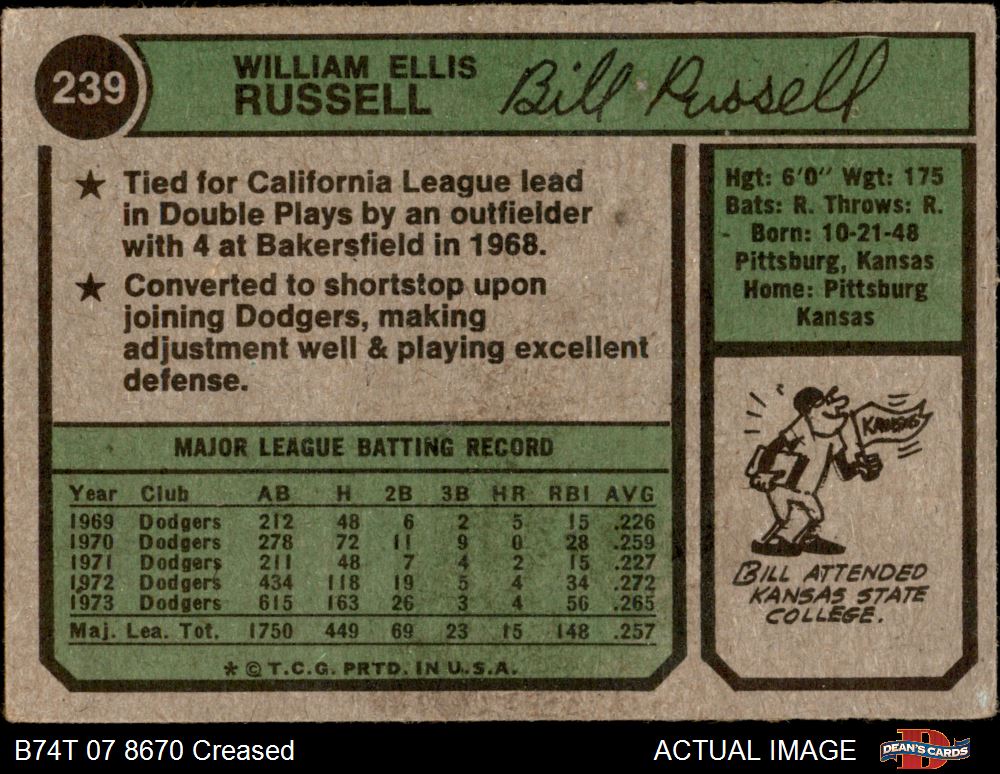 239
WILLIAM ELLIS
RUSSELL
Bill Russell
★ Tied for California League lead
in Double Plays by an outfielder
with 4 at Bakersfield in 1968.
★ Converted to shortstop upon
joining Dodgers, making
adjustment well & playing excellent
defense.
MAJOR LEAGUE BATTING RECORD
Year Club AB H 2B 3B HR RBI AVG
1969 Dodgers 212 48 6 2 5 15 .226
1970 Dodgers 278 72 11 9 0 28 .259
1971 Dodgers 211 48 7 4 2 15 .227
1972 Dodgers 434 118 19 5 4 34 .272
1973 Dodgers 615 163 26 3 4 56 .265
Maj. Lea. Tot. 1750 449 69 23 15 148 .257
* © T.C.G. PRTD. IN U.S.A.
Hgt: 6'0" Wgt: 175
Bats: R. Throws: R.
Born: 10-21-48
Pittsburg, Kansas
Home: Pittsburg
Kansas
KANSAS
BILL ATTENDED
KANSAS STATE
COLLEGE.
B74T 07 8670 Creased
ACTUAL IMAGE
DEAN'S CARDS